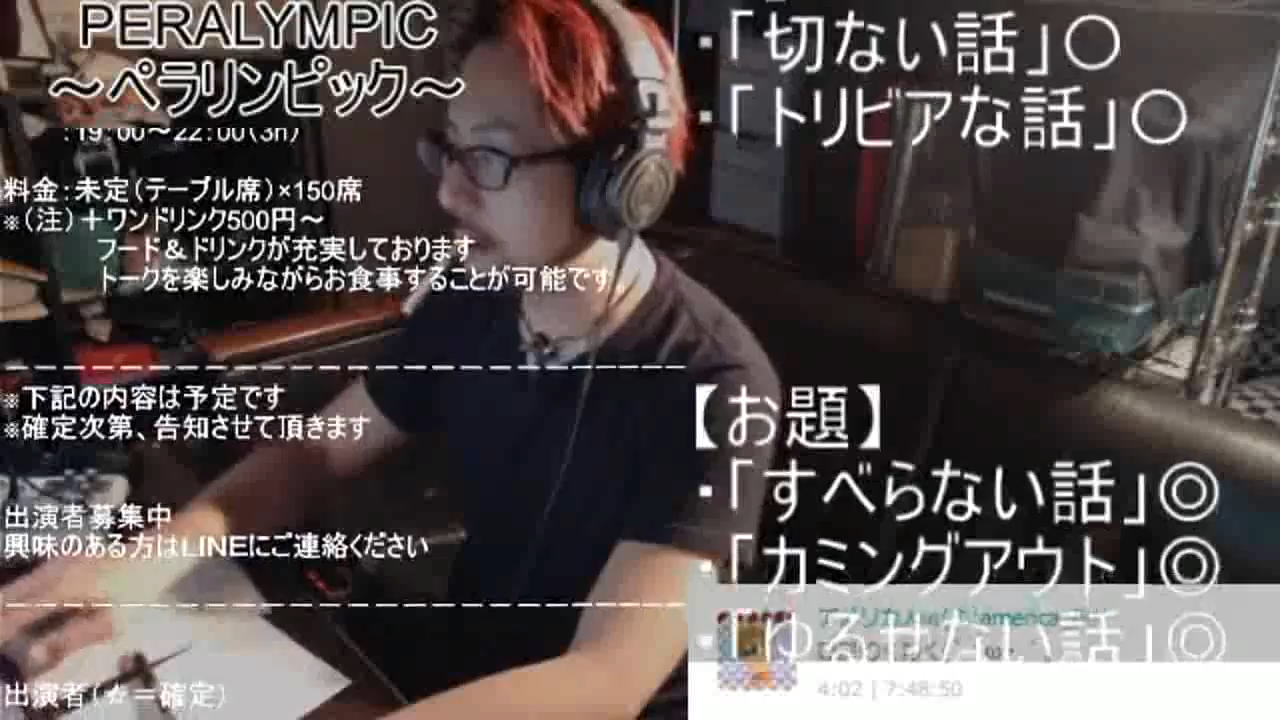 PERALYMPIC
～ペラリンピック～
:19:00～22:00(3h)
料金：未定（テーブル席）×150席
※（注）＋ワンドリンク500円～
フード＆ドリンクが充実しております
トークを楽しみながらお食事することが可能です。
※下記の内容は予定です
※確定次第、告知させて頂きます
出演者募集中
興味のある方はLINEにご連絡ください
出演者（☆＝確定）
・「切ない話」〇
・「トリビアな話」〇
【お題】
・「すべらない話」◎
・「カミングアウト」◎
・「ゆるせない話」◎
4:02 | 7:48:50